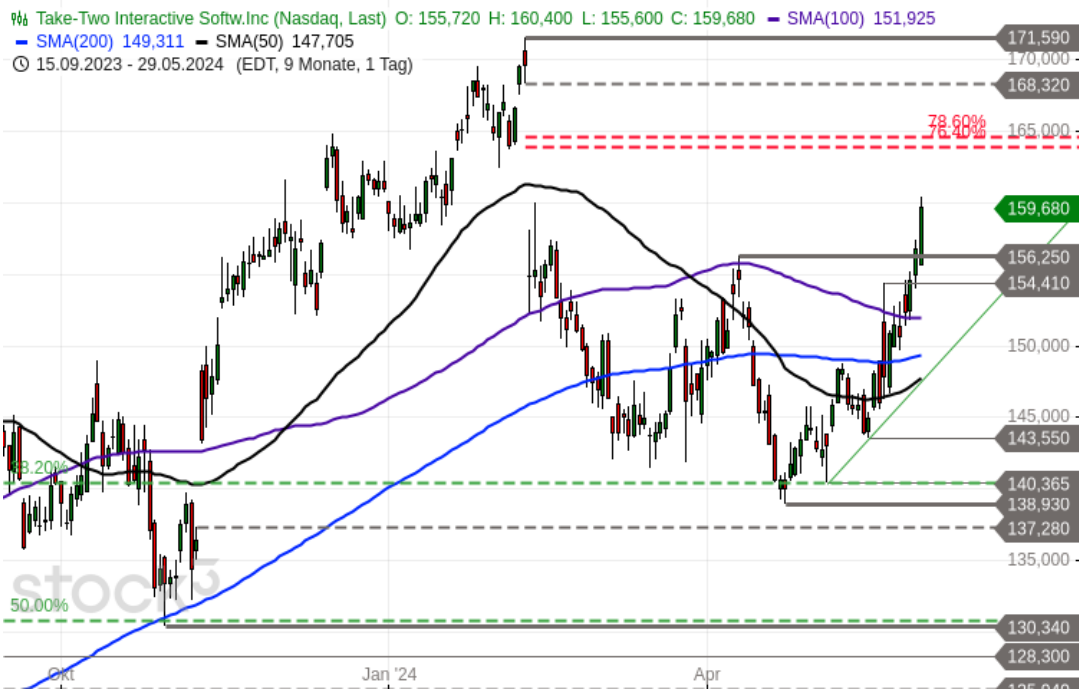 Take-Two Interactive Softw.Inc (Nasdaq, Last) O: 155,720 H: 160,400 L: 155,600 C: 159,680 SMA(100) 151,925
SMA(200) 149,311 SMA(50) 147,705
15.09.2023 - 29.05.2024 (EDT, 9 Monate, 1 Tag)
171,590
170,000
168,320
78.60%
76.40%
165,000
159,680
156,250
154,410
150,000
145,000
143,550
38.20%
140,365
138,930
137,280
135,000
stock3
50.00%
130,340
128,300
Okt
Jan '24
Apr